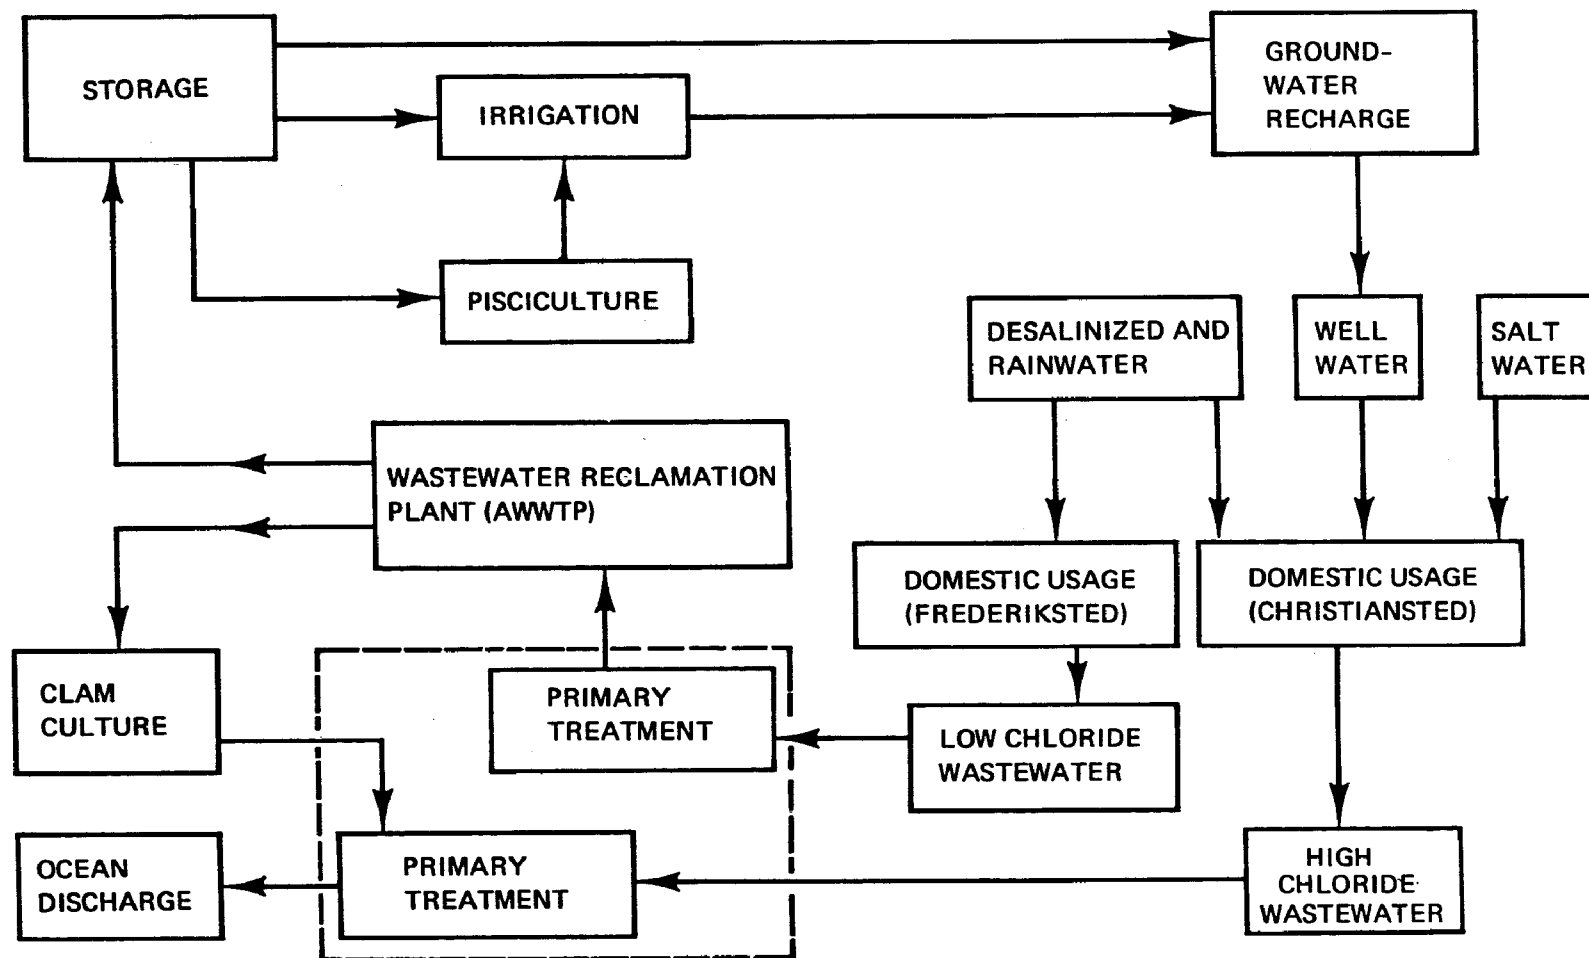 STORAGE
IRRIGATION
GROUND-
WATER
RECHARGE
PISCICULTURE
DESALINIZED AND
RAINWATER
WELL
WATER
SALT
WATER
WASTEWATER RECLAMATION
PLANT (AWWTP)
DOMESTIC USAGE
(FREDERIKSTED)
DOMESTIC USAGE
(CHRISTIANSTED)
CLAM
CULTURE
PRIMARY
TREATMENT
LOW CHLORIDE
WASTEWATER
OCEAN
DISCHARGE
PRIMARY
TREATMENT
HIGH
CHLORIDE
WASTEWATER